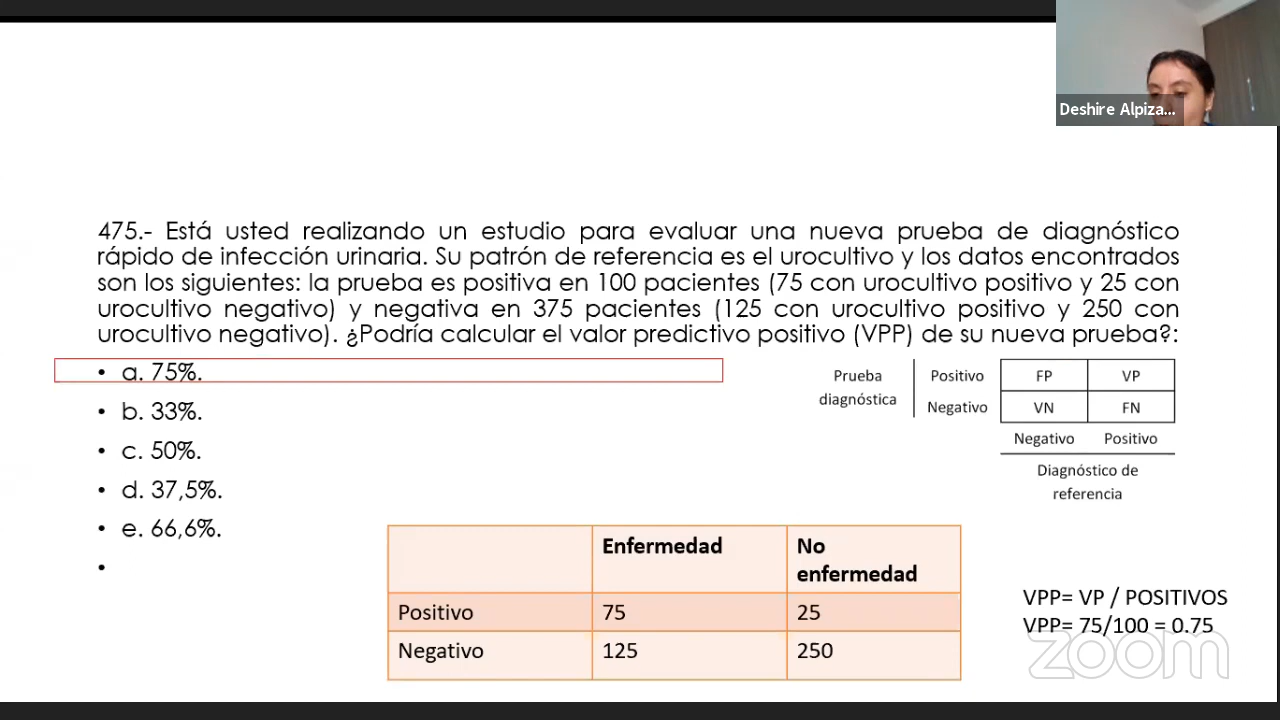 Deshire Alpiza...
475.- Está usted realizando un estudio para evaluar una nueva prueba de diagnóstico
rápido de infección urinaria. Su patrón de referencia es el urocultivo y los datos encontrados
son los siguientes: la prueba es positiva en 100 pacientes (75 con urocultivo positivo y 25 con
urocultivo negativo) y negativa en 375 pacientes (125 con urocultivo positivo y 250 con
urocultivo negativo). ¿Podría calcular el valor predictivo positivo (VPP) de su nueva prueba?:
• a. 75%.
• b. 33%.
• c. 50%.
• d. 37,5%.
• e. 66,6%.
•
Prueba
diagnóstica
Positivo FP VP
Negativo VN FN
Negativo Positivo
Diagnóstico de
referencia
Enfermedad No
enfermedad
Positivo 75 25
Negativo 125 250
VPP= VP / POSITIVOS
VPP= 75/100 = 0.75
zoom